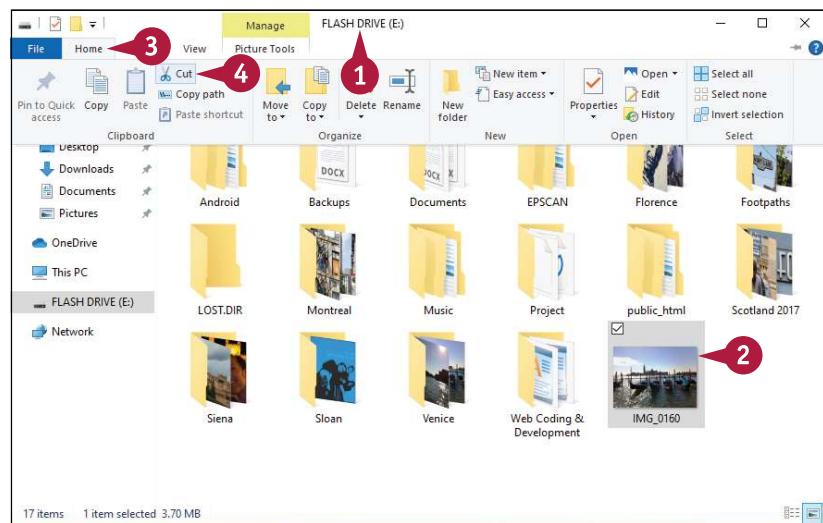 Manage FLASH DRIVE (E:)
File Home 3 View Picture Tools
1
Cut 4
Copy path
Paste shortcut
Pin to Quick access
Copy
Paste
Clipboard
Move to
Copy to
Delete
Rename
Organize
New folder
New item
Easy access
New
Properties
Open
Edit
History
Open
Select all
Select none
Invert selection
Select
Desktop
Downloads
Documents
Pictures
OneDrive
This PC
FLASH DRIVE (E:)
Network
DOCX
Android Backups Documents EPSCAN Florence Footpaths
LOST.DIR Montreal Music Project public_html Scotland 2017
2
Siena Sloan Venice Web Coding & IMG_0160
Development
17 items 1 item selected 3.70 MB